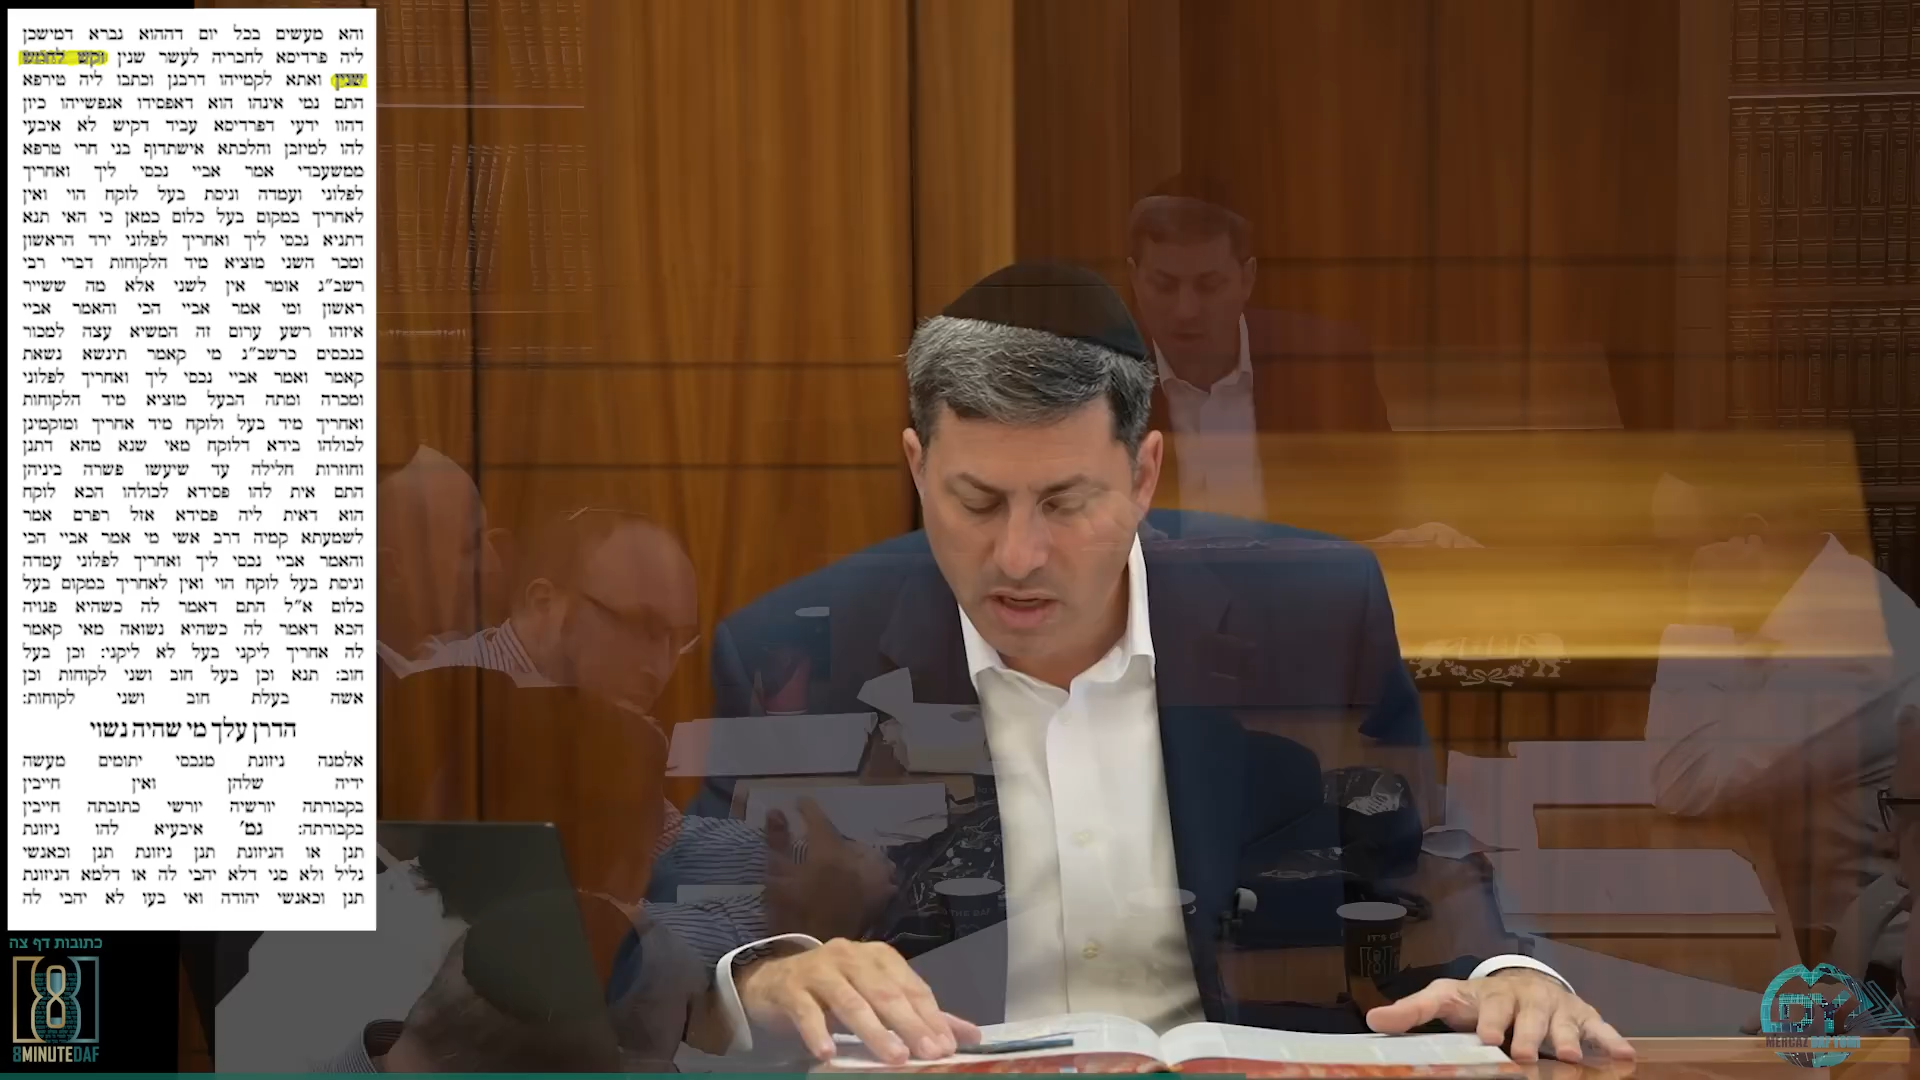 והא מעשים בכל יום דההוא גברא דמישכן
ליה פרדיסא לחבריה לעשר שנין וקש לחמש
שנין ואתא לקמייהו דרבנן וכתבו ליה טירפא
התם נמי אינהו הוא דאפסידו אנפשייהו כיון
דהוו ידעי דפרדיסא עביד דקיש לא איבעי
להו למיזבן והלכתא אישתדוף בני חרי טרפא
ממשעבדי אמר אביי נכסי ליך ואחריך
לפלוני ועמדה וניסת בעל לוקח הוי ואין
לאחריך במקום בעל כלום כמאן כי האי תנא
דתניא נכסי ליך ואחריך לפלוני ירד הראשון
ומכר השני מוציא מיד הלקוחות דברי רבי
רשב"ג אומר אין לשני אלא מה ששייר
ראשון ומי אמר אביי הכי והאמר אביי
איזהו רשע ערום זה המשיא עצה למכור
בנכסים כרשב"ג מי קאמר תינשא נשאת
קאמר ואמר אביי נכסי ליך ואחריך לפלוני
ומכרה ומתה הבעל מוציא מיד הלקוחות
ואחריך מיד בעל ולוקח מיד אחריך ומוקמינן
לכולהו בידא דלוקח מאי שנא מהא דתנן
וחוזרות חלילה עד שיעשו פשרה ביניהן
התם אית להו פסידא לכולהו הכא לוקח
הוא דאית ליה פסידא אזל רפרם אמר
לשמעתא קמיה דרב אשי מי אמר אביי הכי
והאמר אביי נכסי ליך ואחריך לפלוני עמדה
וניסת בעל לוקח הוי ואין לאחריך במקום בעל
כלום א"ל התם דאמר לה כשהיא פנויה
הכא דאמר לה כשהיא נשואה מאי קאמר
לה אחריך ליקני בעל לא ליקני: וכן בעל
חוב: תנא וכן בעל חוב ושני לקוחות וכן
אשה בעלת חוב ושני לקוחות:
הדרן עלך מי שהיה נשוי
אלמנה ניזונת מנכסי יתומים מעשה
ידיה שלהן ואין חייבין
בקבורתה יורשיה יורשי כתובתה חייבין
בקבורתה: גמ' איבעיא להו ניזונת
תנן או הניזונת תנן ניזונת תנן וכאנשי
גליל ולא סגי דלא יהבי לה או דלמא הניזונת
תנן וכאנשי יהודה ואי בעו לא יהבי לה
כתובות דף צה
8
8MINUTEDAF
DY
MERCAZ DAF YOMI